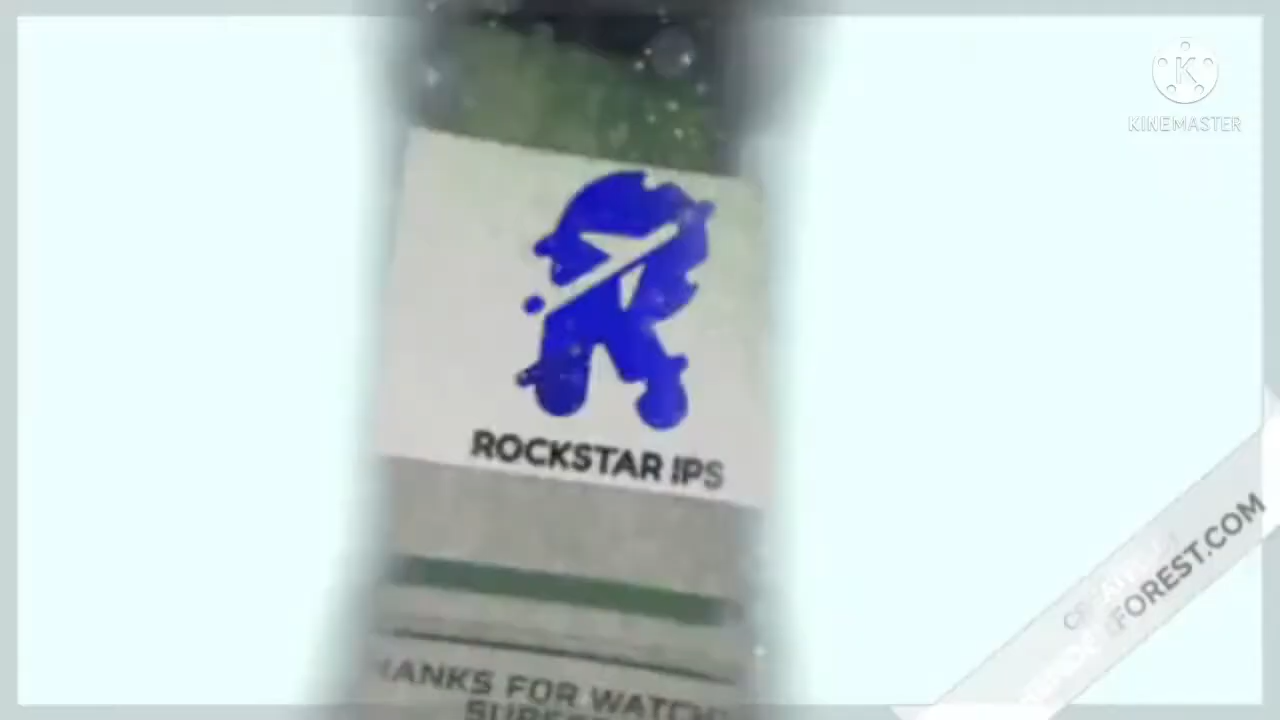 KINEMASTER
ROCKSTAR IPS
FOREST.COM
HANKS FOR WATCH